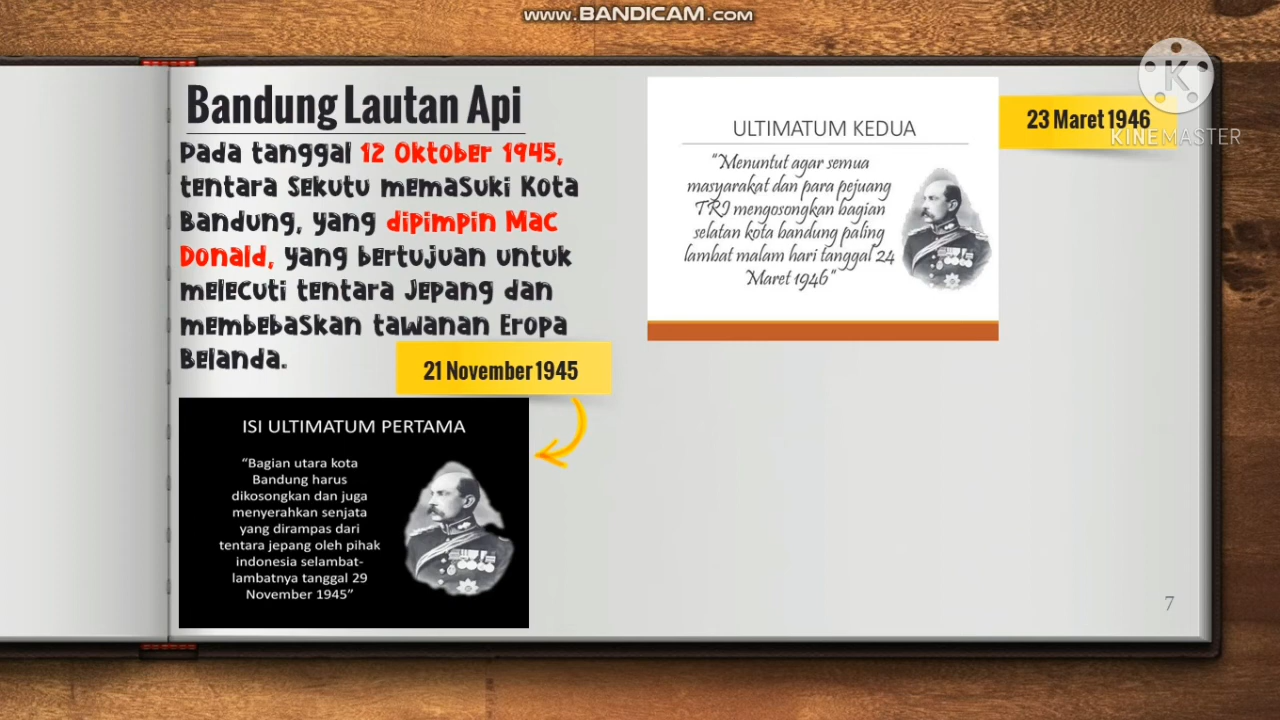 www.BANDICAM.com
Bandung Lautan Api
Pada tanggal 12 Oktober 1945,
tentara Sekutu memasuki Kota
Bandung, yang dipimpin Mac
Donald, yang bertujuan untuk
melecuti tentara Jepang dan
membebaskan tawanan Eropa
Belanda.
21 November 1945
ISI ULTIMATUM PERTAMA
“Bagian utara kota
Bandung harus
dikosongkan dan juga
menyerahkan senjata
yang dirampas dari
tentara jepang oleh pihak
indonesia selambat-
lambatnya tanggal 29
November 1945”
ULTIMATUM KEDUA
“Menuntut agar semua
masyarakat dan para pejuang
TRI mengosongkan bagian
selatan kota bandung paling
lambat malam hari tanggal 24
Maret 1946”
23 Maret 1946
K
KINEMASTER
7